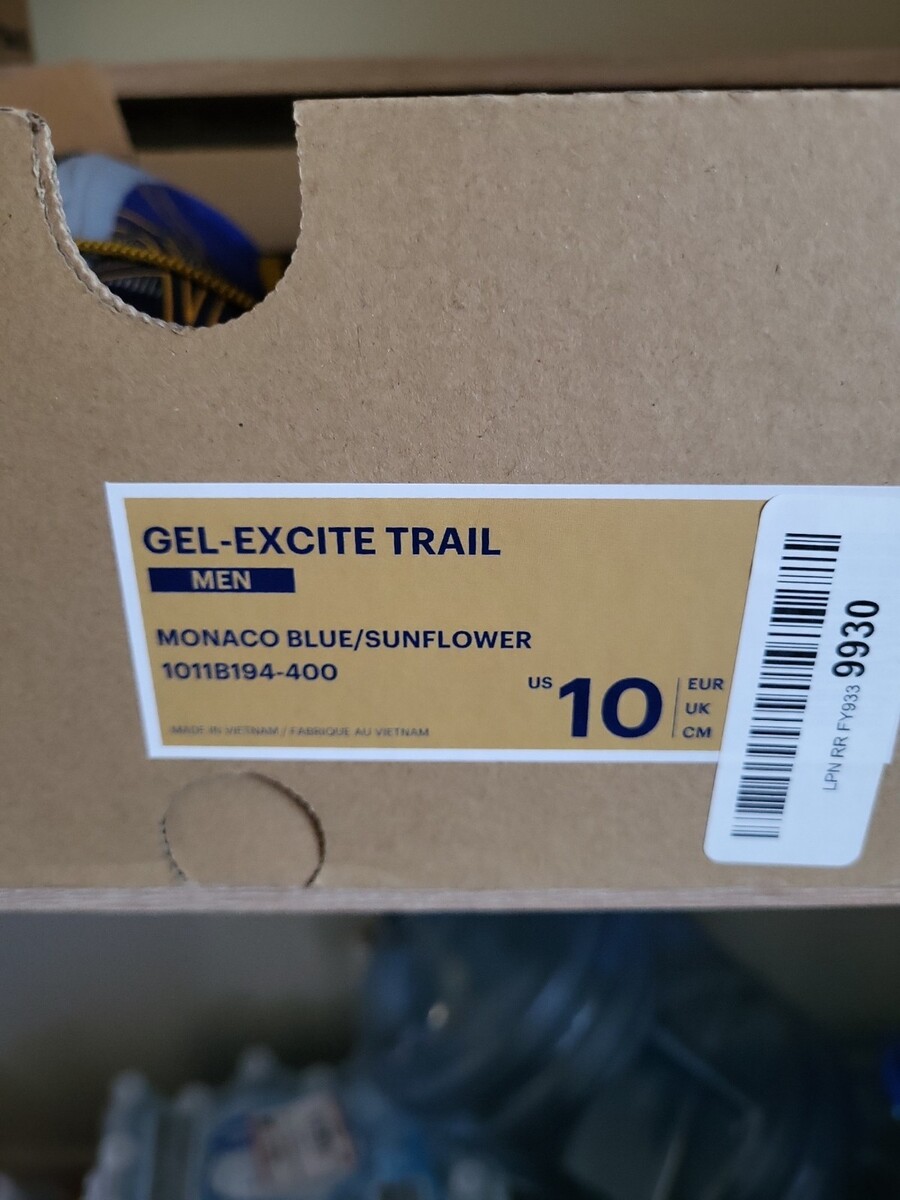 GEL-EXCITE TRAIL
MEN
MONACO BLUE/SUNFLOWER
1011B194-400
US 10
EUR
UK
CM
MADE IN VIETNAM / FABRIQUE AU VIETNAM
LPN RR FY933 9930